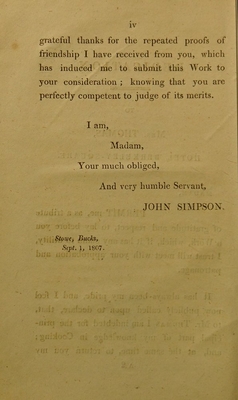 iv
grateful thanks for the repeated proofs of
friendship I have received from you, which
has induced me to submit this Work to
your consideration ; knowing that you are
perfectly competent to judge of its merits.
I am,
Madam,
Your much obliged,
And very humble Servant,
JOHN SIMPSON.
Stowe, Bucks,
Sept. 1, 1807.